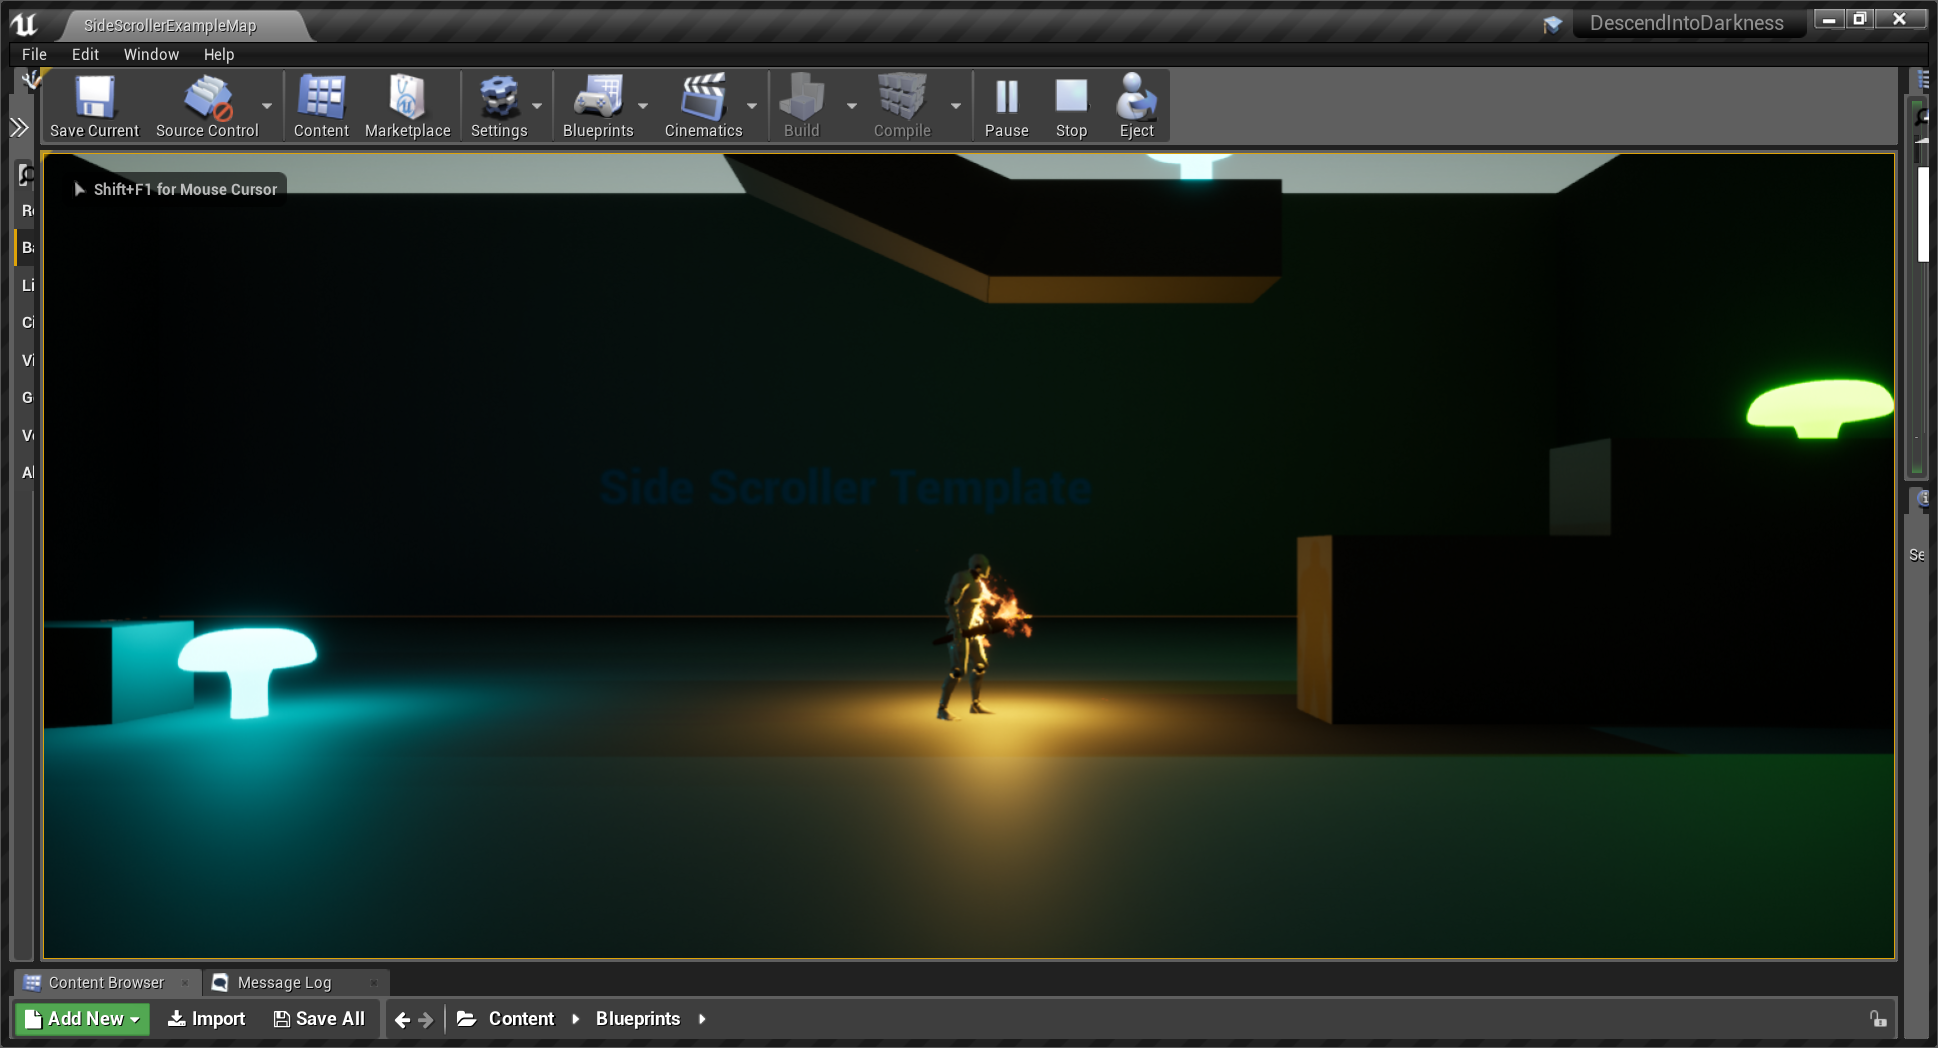 SideScrollerExampleMap
DescendIntoDarkness
File Edit Window Help
Save Current Source Control Content Marketplace Settings Blueprints Cinematics Build Compile Pause Stop Eject
Shift+F1 for Mouse Cursor
Side Scroller Template
Se
Content Browser Message Log
Add New Import Save All Content Blueprints